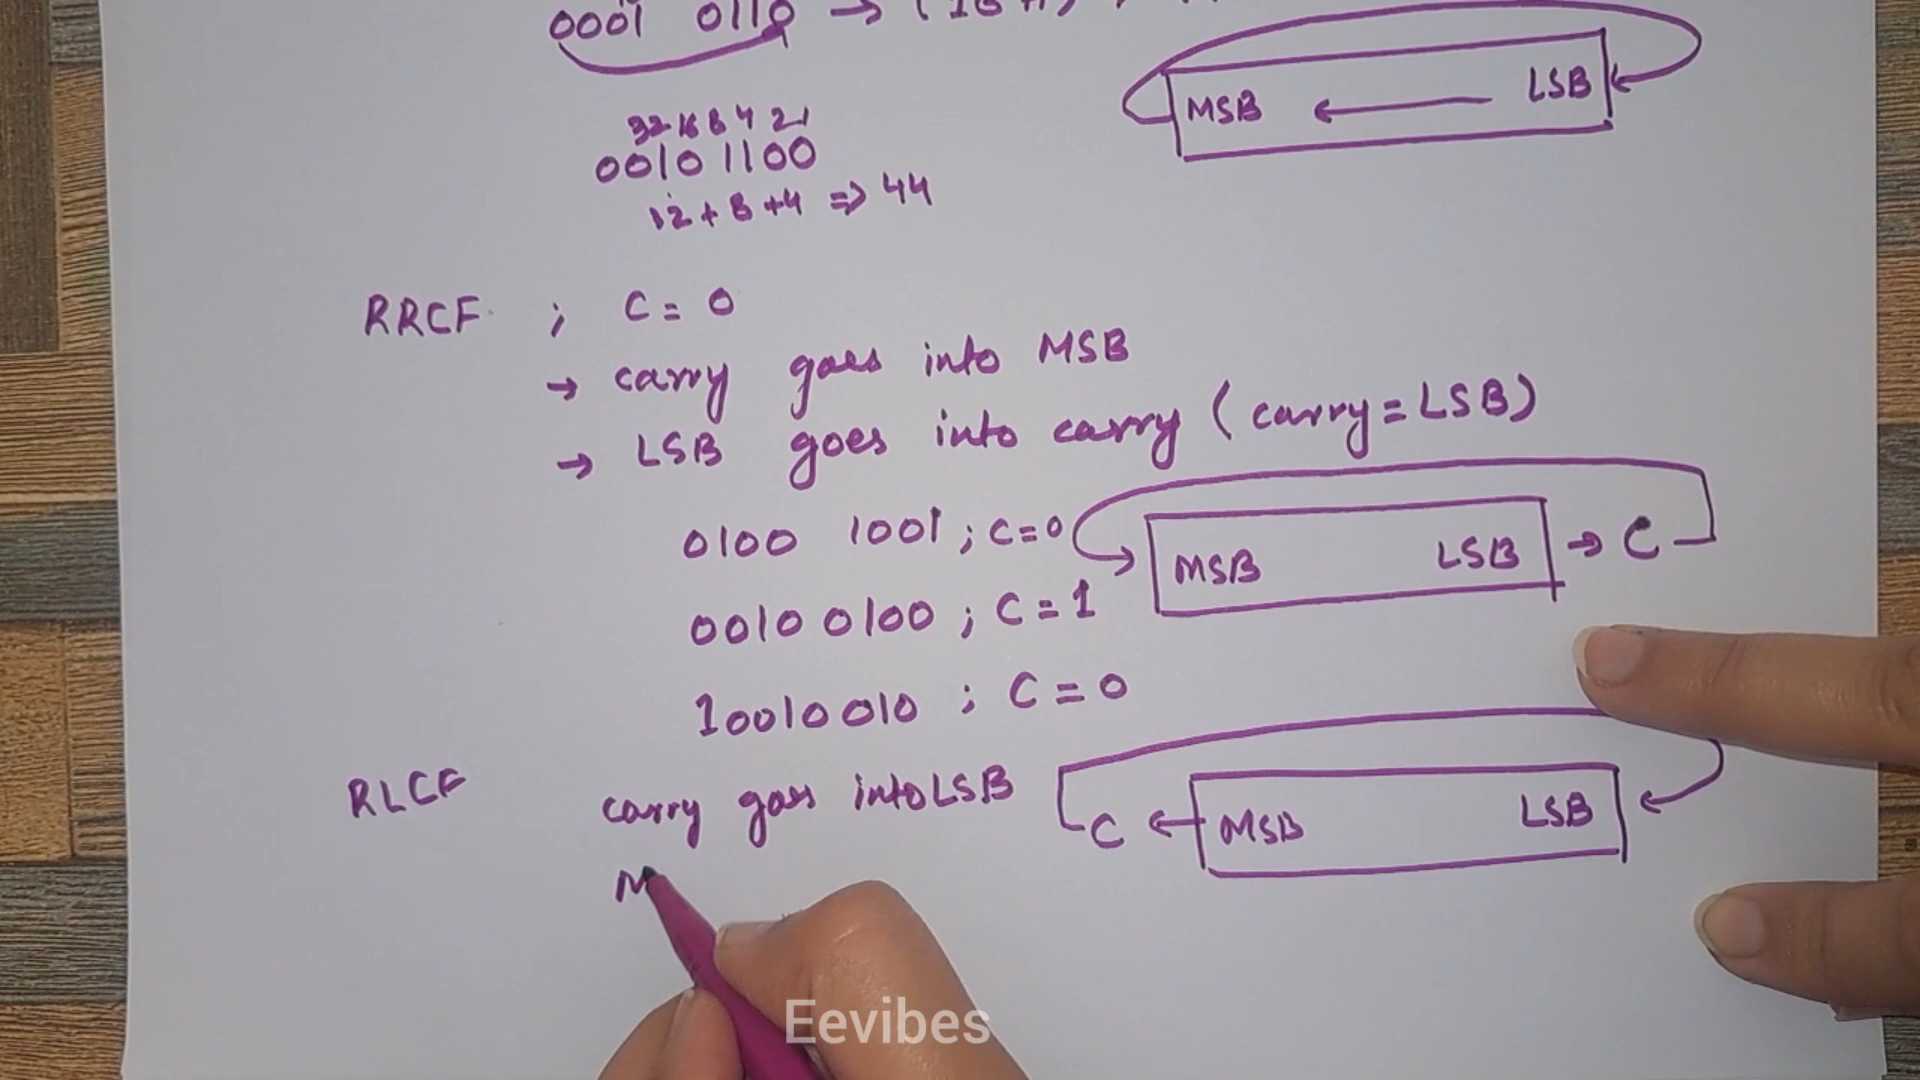 0001 0110 → (16H)
MSB ← LSB
32 16 8 4 2 1
0010 1100
32 + 8 + 4 ⇒ 44
RRCF ; C = 0
→ carry goes into MSB
→ LSB goes into carry (carry = LSB)
0100 1001 ; C=0
MSB LSB → C
0010 0100 ; C = 1
10010010 ; C = 0
RLCF carry goes into LSB
C ← MSB LSB
M
Eevibes